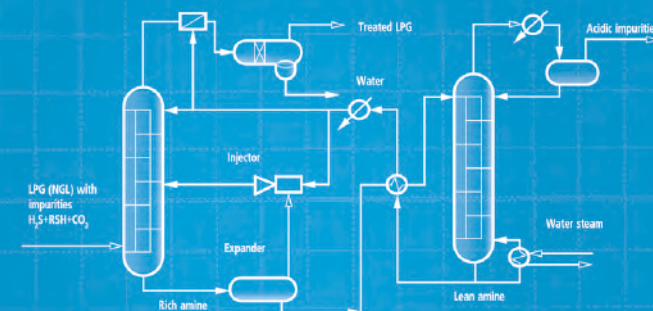 Treated LPG
Acidic impurities
Water
Injector
LPG (NGL) with
impurities
H₂S+RSH+CO₂
Water steam
Expander
Rich amine
Lean amine